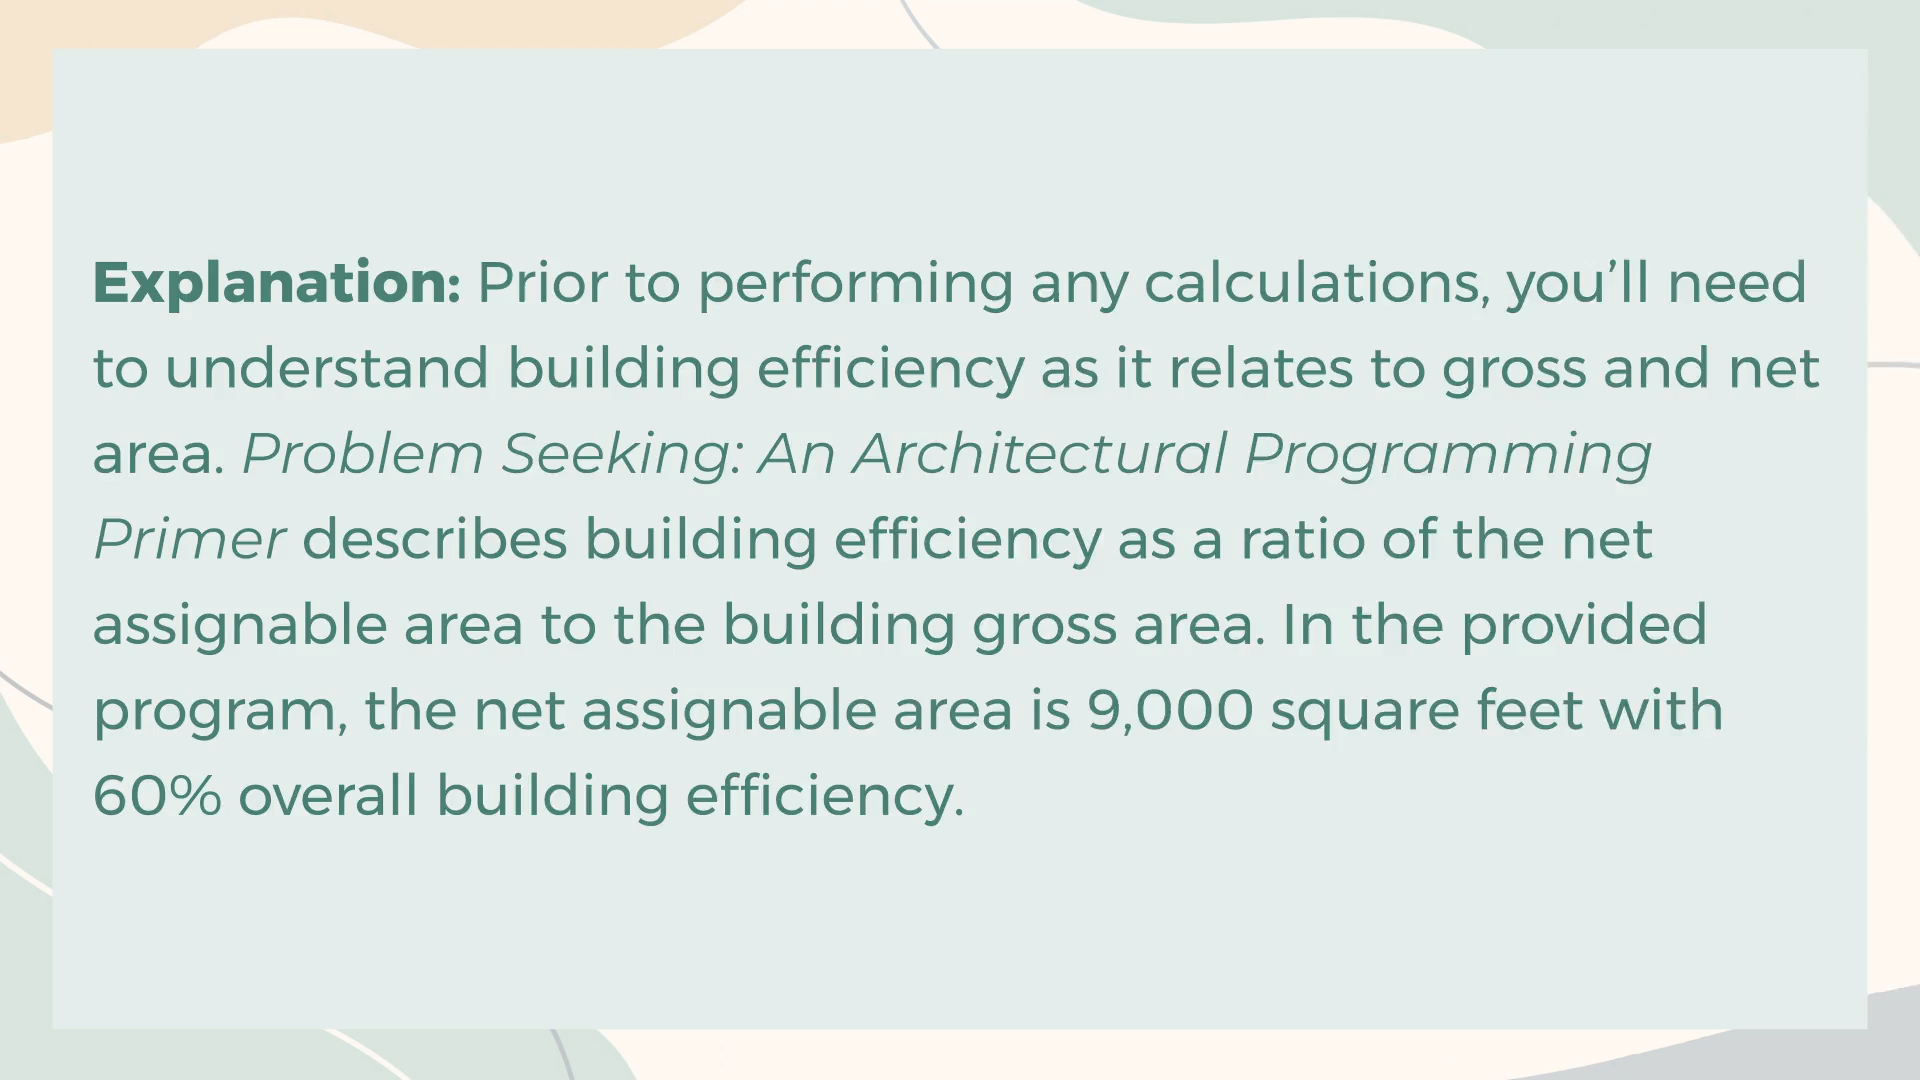 Explanation: Prior to performing any calculations, you’ll need
to understand building efficiency as it relates to gross and net
area. Problem Seeking: An Architectural Programming
Primer describes building efficiency as a ratio of the net
assignable area to the building gross area. In the provided
program, the net assignable area is 9,000 square feet with
60% overall building efficiency.